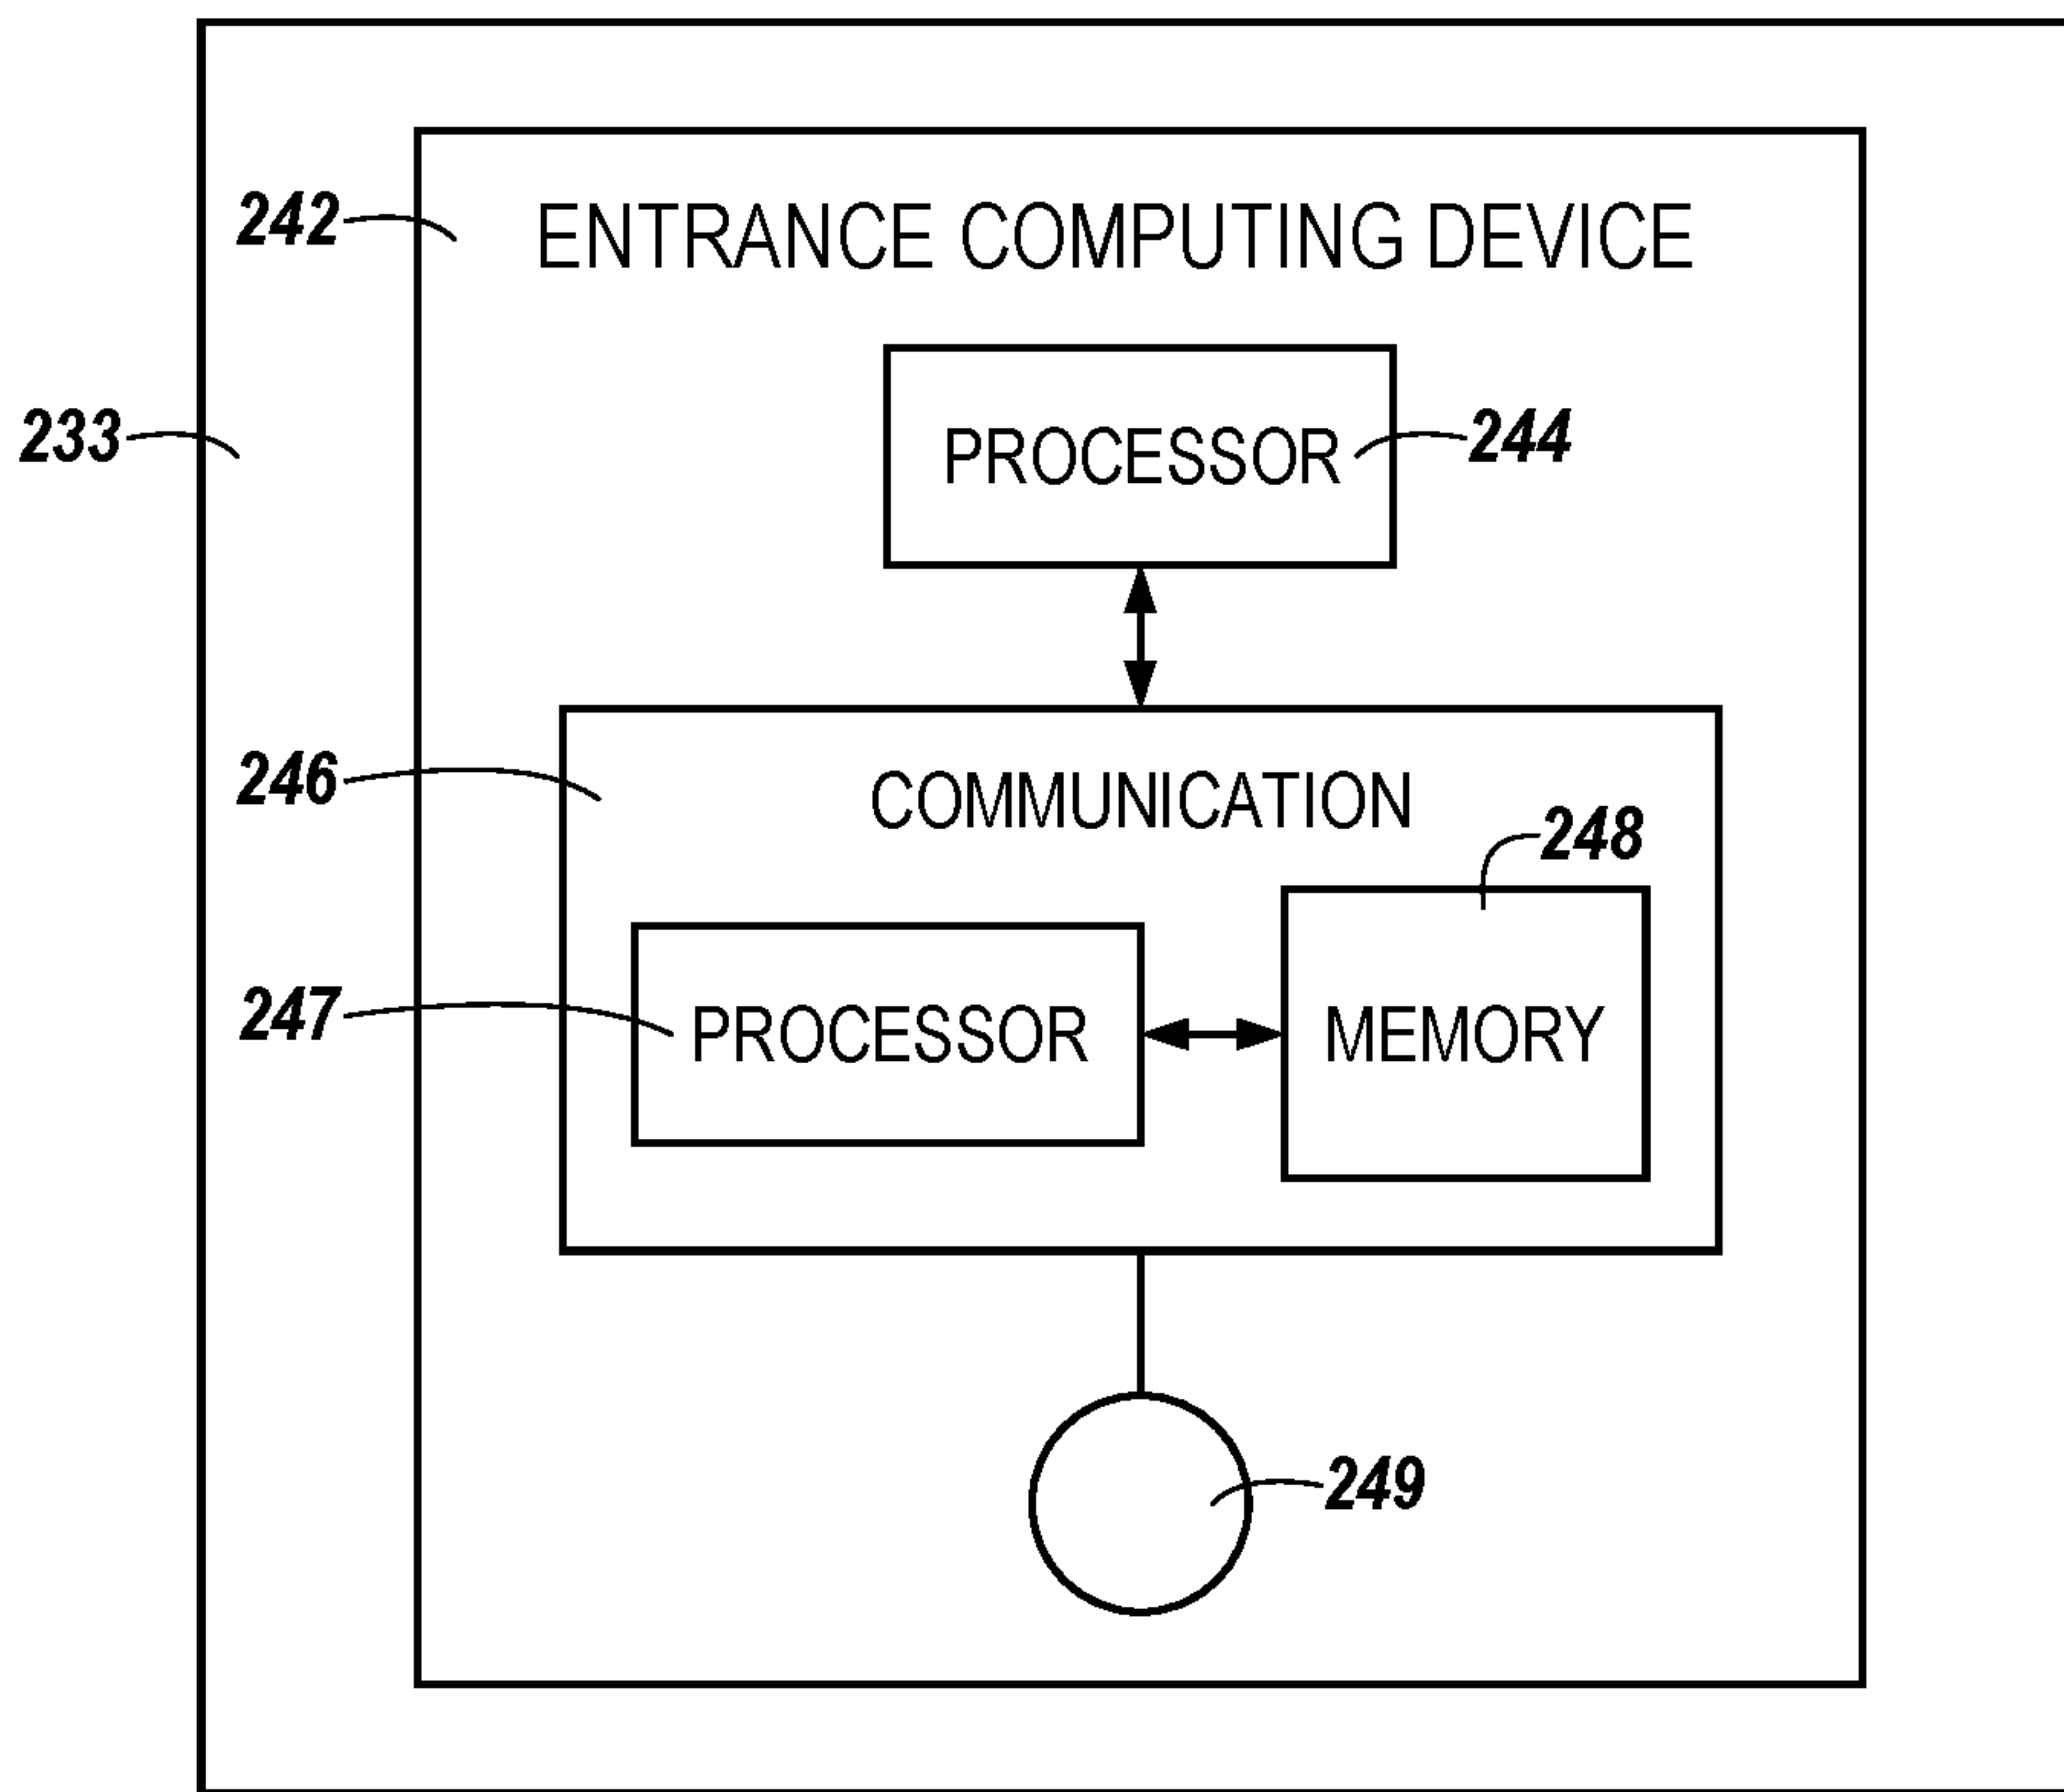 242
ENTRANCE COMPUTING DEVICE
233
PROCESSOR
244
246
COMMUNICATION
248
247
PROCESSOR
MEMORY
249